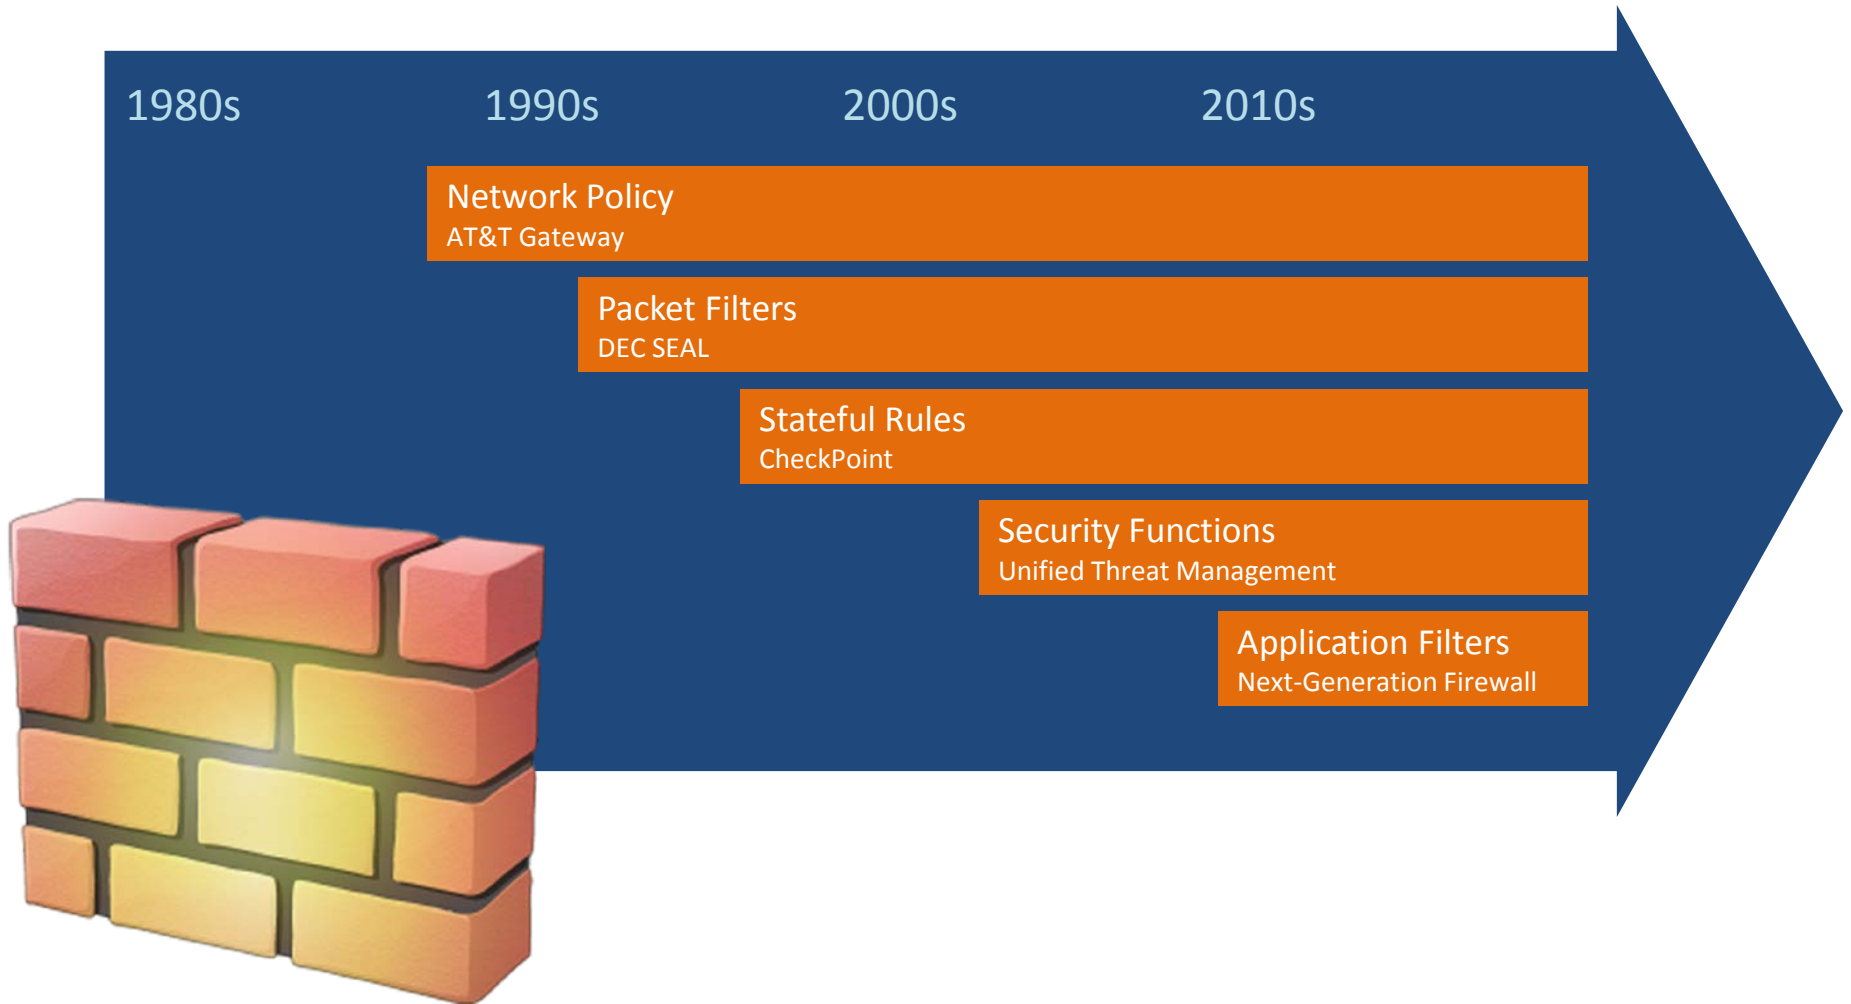 1980s 1990s 2000s 2010s
Network Policy
AT&T Gateway
Packet Filters
DEC SEAL
Stateful Rules
CheckPoint
Security Functions
Unified Threat Management
Application Filters
Next-Generation Firewall